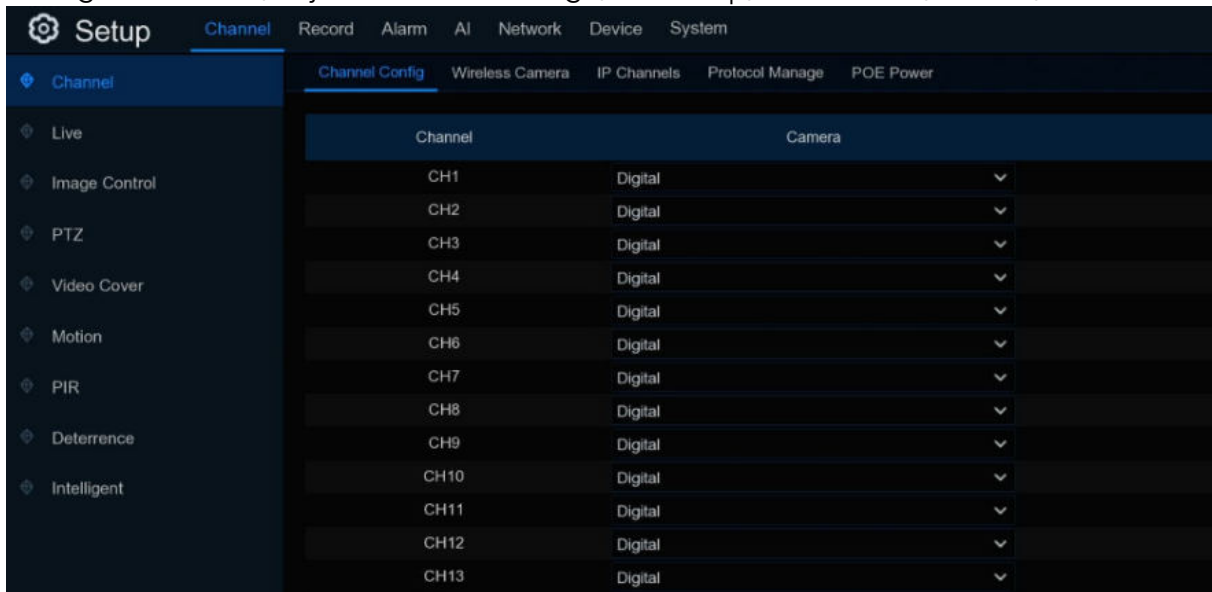 Setup Channel Record Alarm AI Network Device System
Channel Config Wireless Camera IP Channels Protocol Manage POE Power
Channel
Live
Image Control
PTZ
Video Cover
Motion
PIR
Deterrence
Intelligent
Channel Camera
CH1 Digital
CH2 Digital
CH3 Digital
CH4 Digital
CH5 Digital
CH6 Digital
CH7 Digital
CH8 Digital
CH9 Digital
CH10 Digital
CH11 Digital
CH12 Digital
CH13 Digital